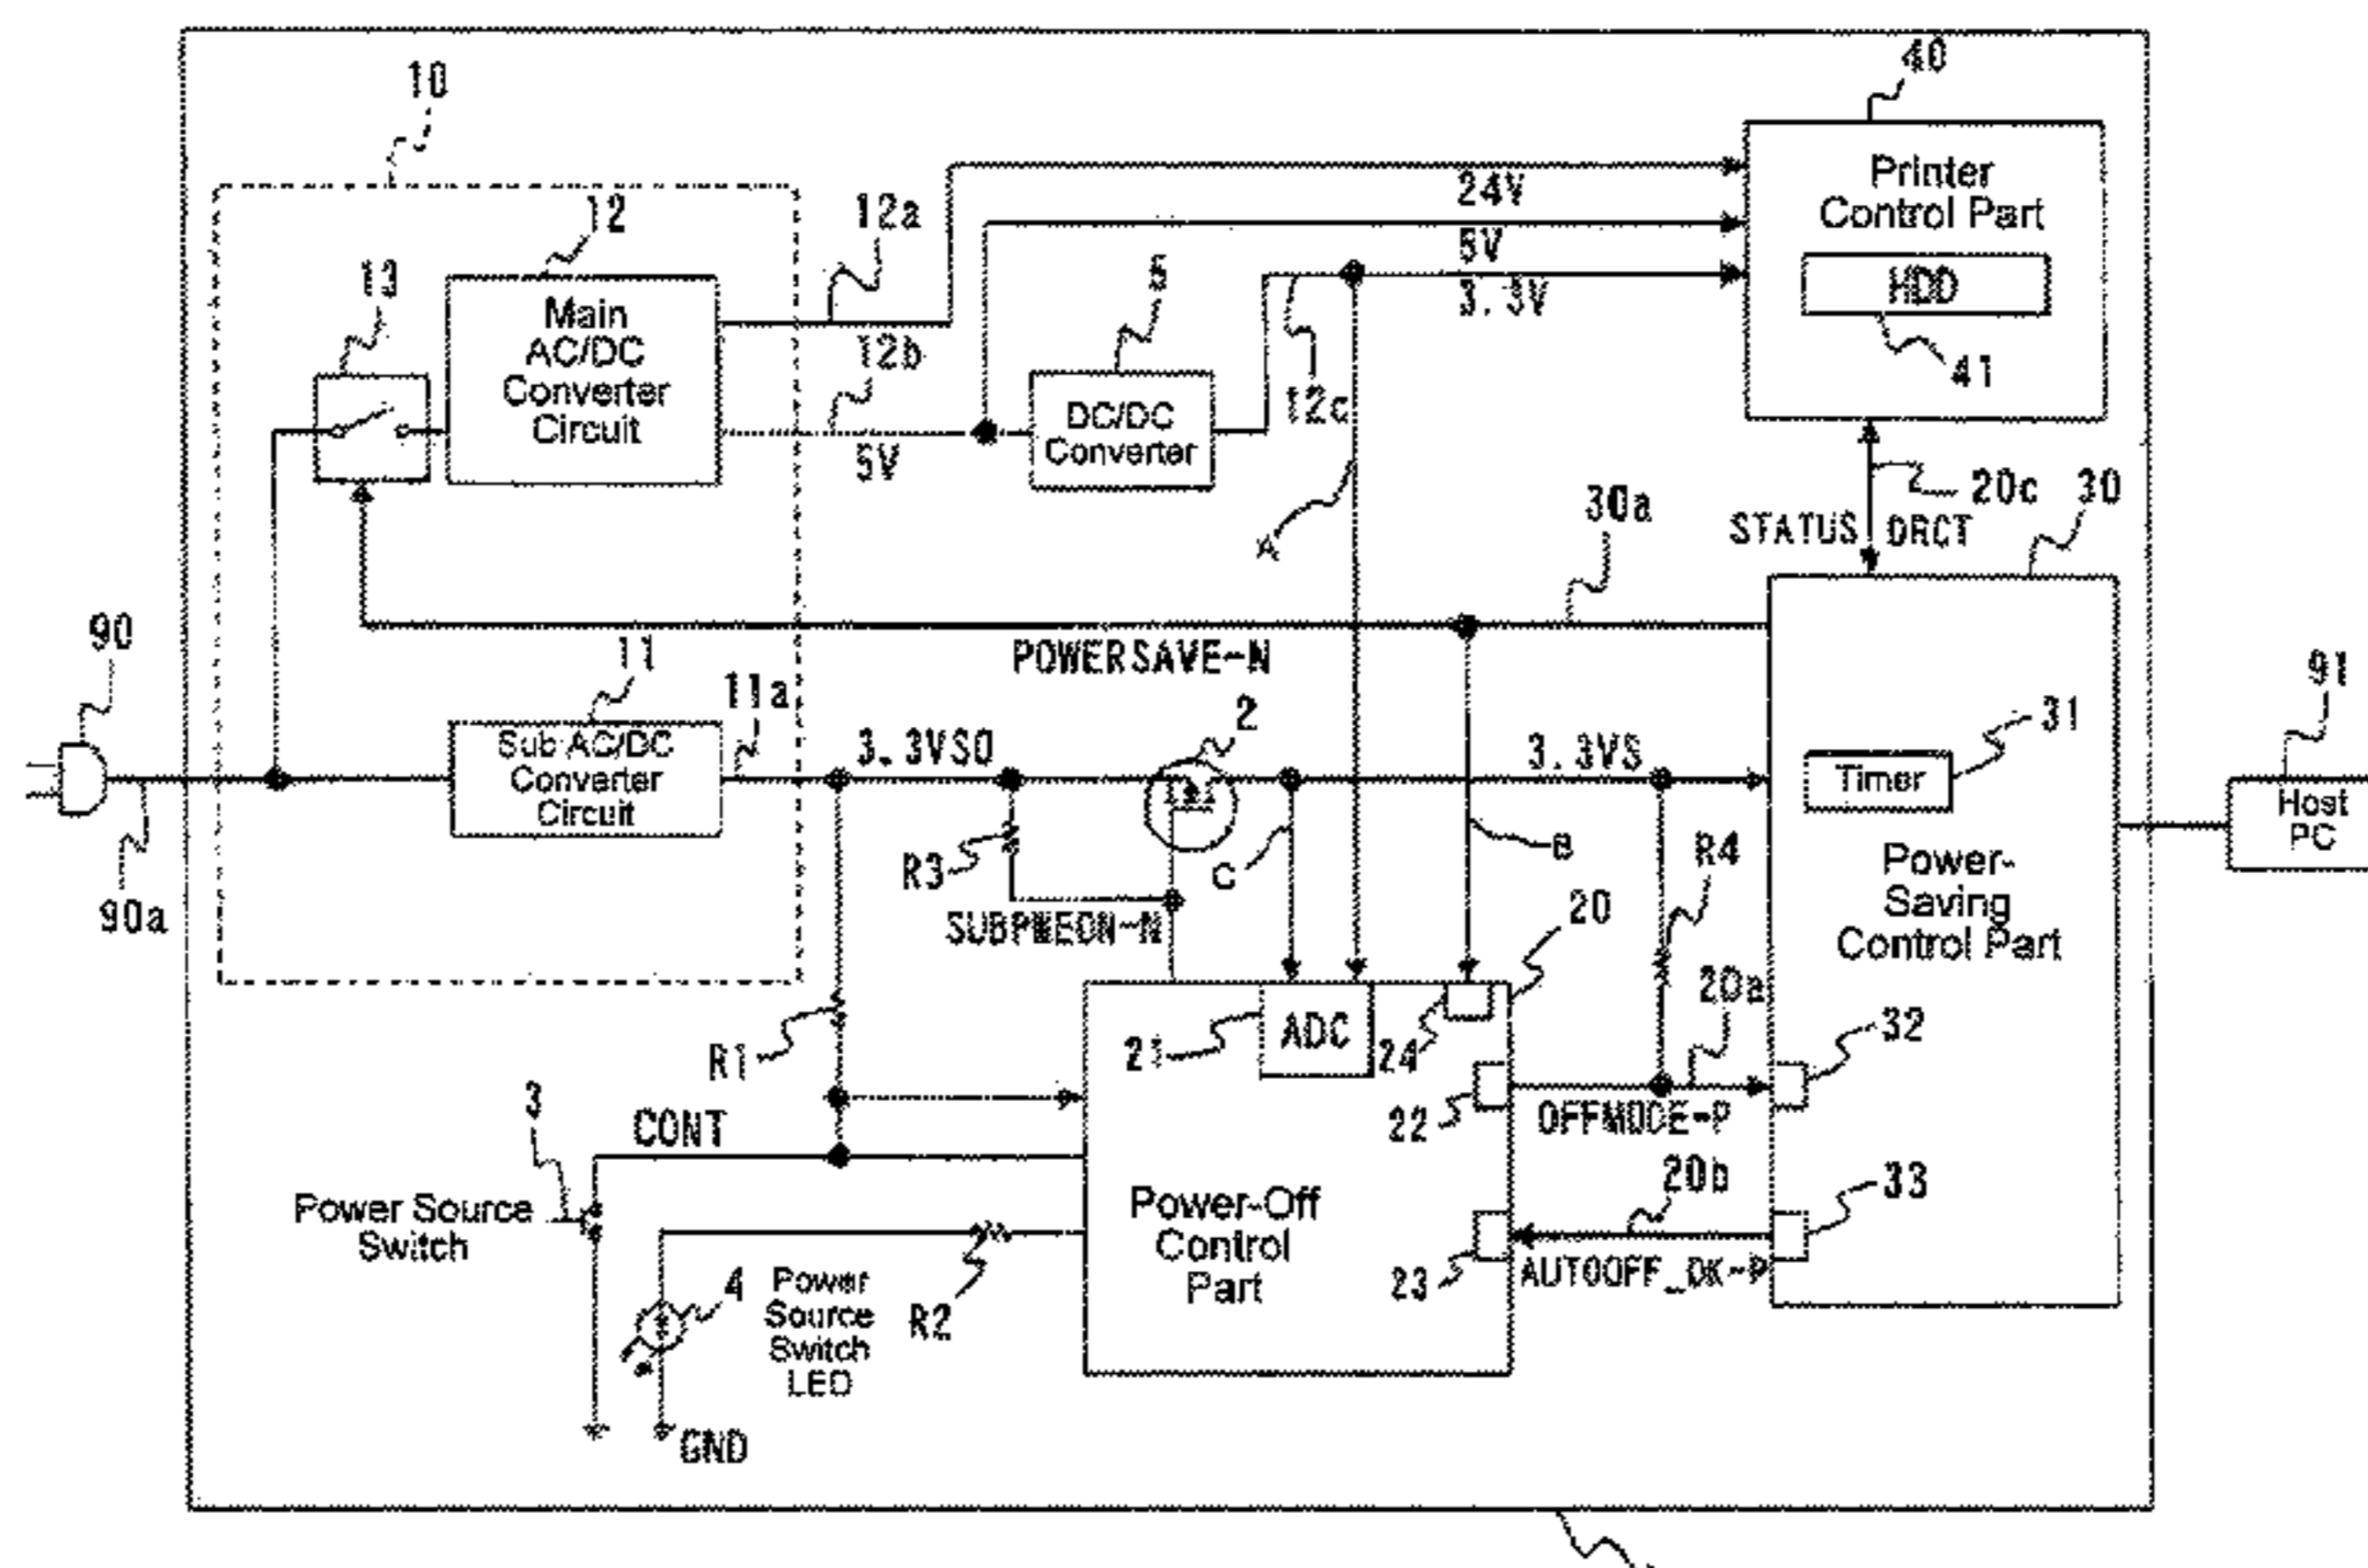 10
40
12
12a
24V
Printer
Control Part
13
Main
AC/DC
Converter
Circuit
5
5V
3.3V
HDD
12b
12c
41
5V
DC/DC
Converter
A
30a
20c
30
STATUS
DRCT
90
11
POWERSAVE-N
91
11a
2
31
Sub AC/DC
Converter
Circuit
3.3VSO
3.3VS
Timer
Host
PC
90a
R3
C
B
R4
Power-
Saving
Control Part
SUBPWEON-N
20
20a
R1
21
ADC
24
32
3
CONT
22
OFFMODE-P
Power Source
Switch
Power-Off
Control
Part
20b
33
4
Power
Source
Switch
LED
R2
23
AUTOOFF_OK-P
GND